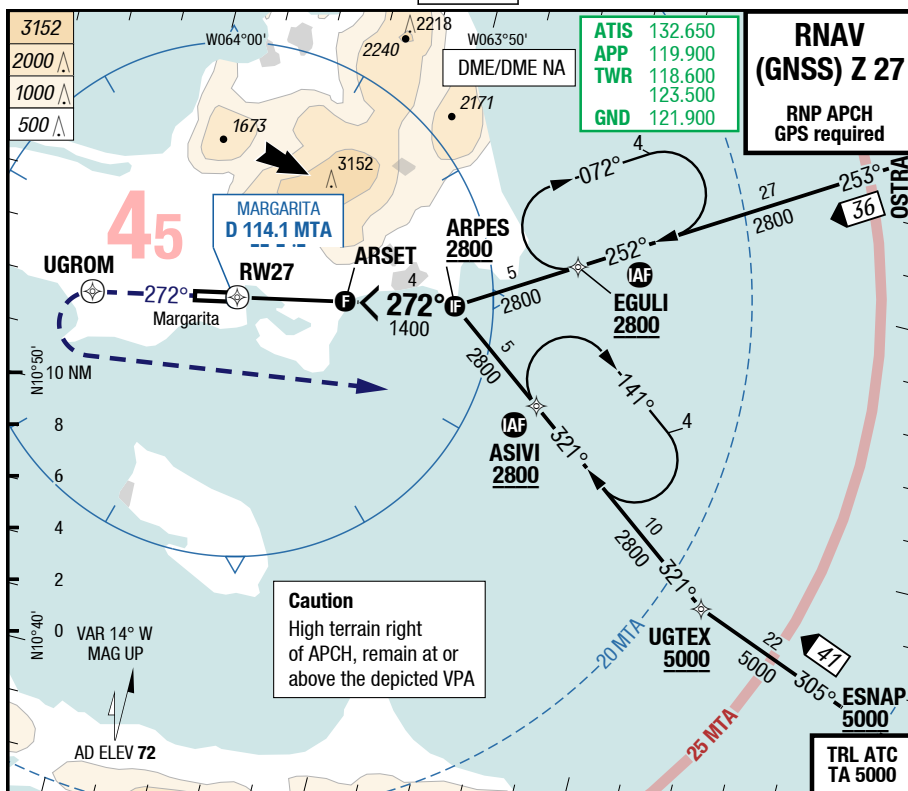 3152
2000
1000
500
W064°00'
2240
2218
W063°50'
DME/DME NA
ATIS 132.650
APP 119.900
TWR 118.600
123.500
GND 121.900
RNAV
(GNSS) Z 27
RNP APCH
GPS required
1673
3152
2171
4
072°
27
2800
253°
OSTRA
36
45
MARGARITA
D 114.1 MTA
ARPES
2800
5
2800
252°
IAF
EGULI
2800
UGROM
272°
RW27
Margarita
ARSET
F
4
272°
1400
IF
N10°50'
10 NM
8
6
4
2
0
N10°40'
5
2800
141°
4
IAF
ASIVI
2800
321°
10
2800
321°
UGTEX
5000
22
5000
41
305°
ESNAP
5000
20 MTA
25 MTA
Caution
High terrain right
of APCH, remain at or
above the depicted VPA
VAR 14° W
MAG UP
AD ELEV 72
TRL ATC
TA 5000